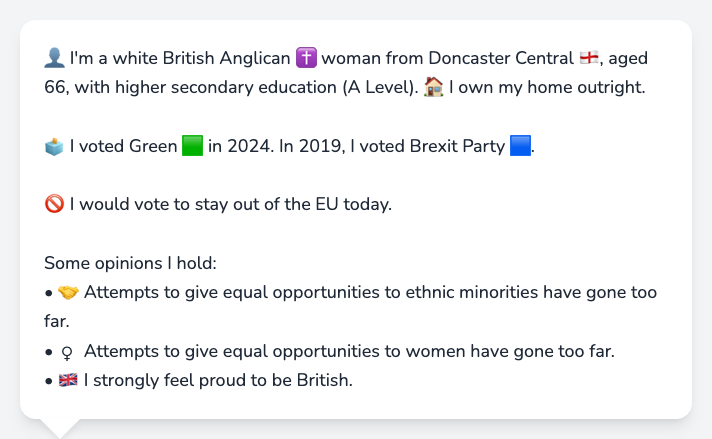 👤 I'm a white British Anglican ✝️ woman from Doncaster Central 🏴󠁧󠁢󠁥󠁮󠁧󠁿, aged
66, with higher secondary education (A Level). 🏠 I own my home outright.
🗳️ I voted Green 🟩 in 2024. In 2019, I voted Brexit Party 🟦.
🚫 I would vote to stay out of the EU today.
Some opinions I hold:
• 🤝 Attempts to give equal opportunities to ethnic minorities have gone too
far.
• ♀ Attempts to give equal opportunities to women have gone too far.
• 🇬🇧 I strongly feel proud to be British.